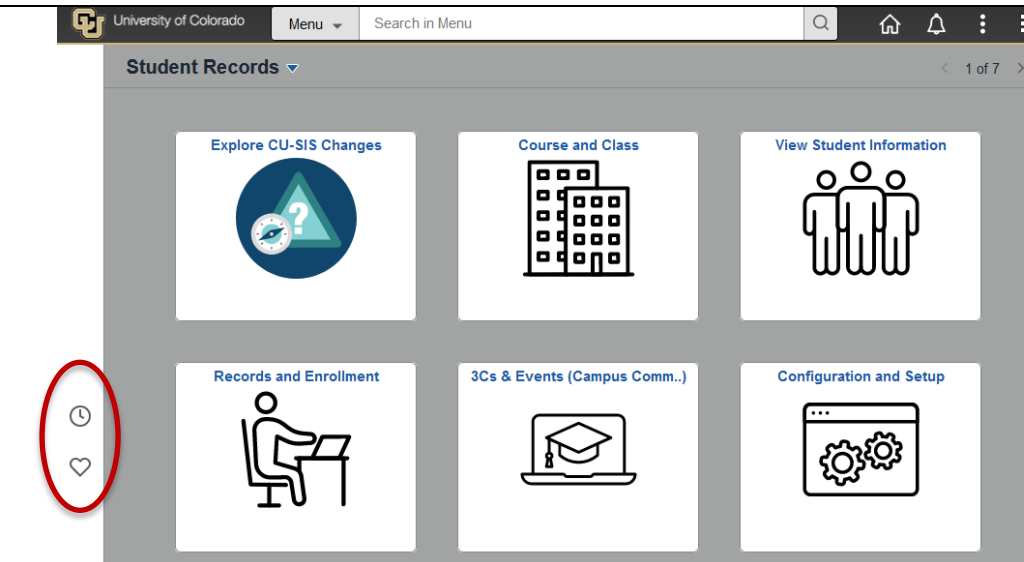 University of Colorado
Menu
Search in Menu
Student Records
1 of 7
Explore CU-SIS Changes
Course and Class
View Student Information
?
Records and Enrollment
3Cs & Events (Campus Comm..)
Configuration and Setup